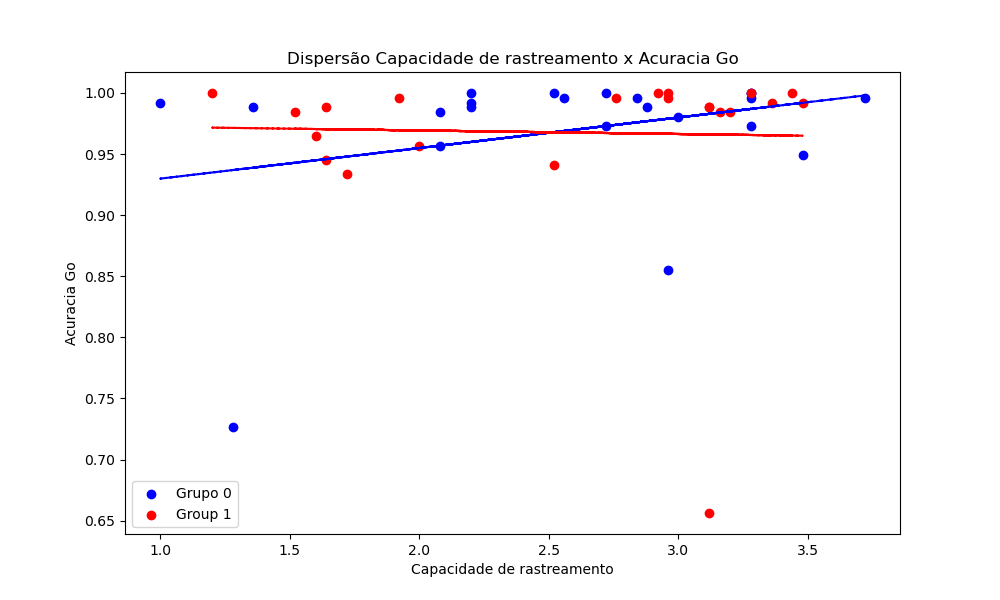 Dispersão Capacidade de rastreamento x Acuracia Go
1.00
0.95
0.90
0.85
0.80
0.75
0.70
0.65
Acuracia Go
Grupo 0
Group 1
1.0 1.5 2.0 2.5 3.0 3.5
Capacidade de rastreamento